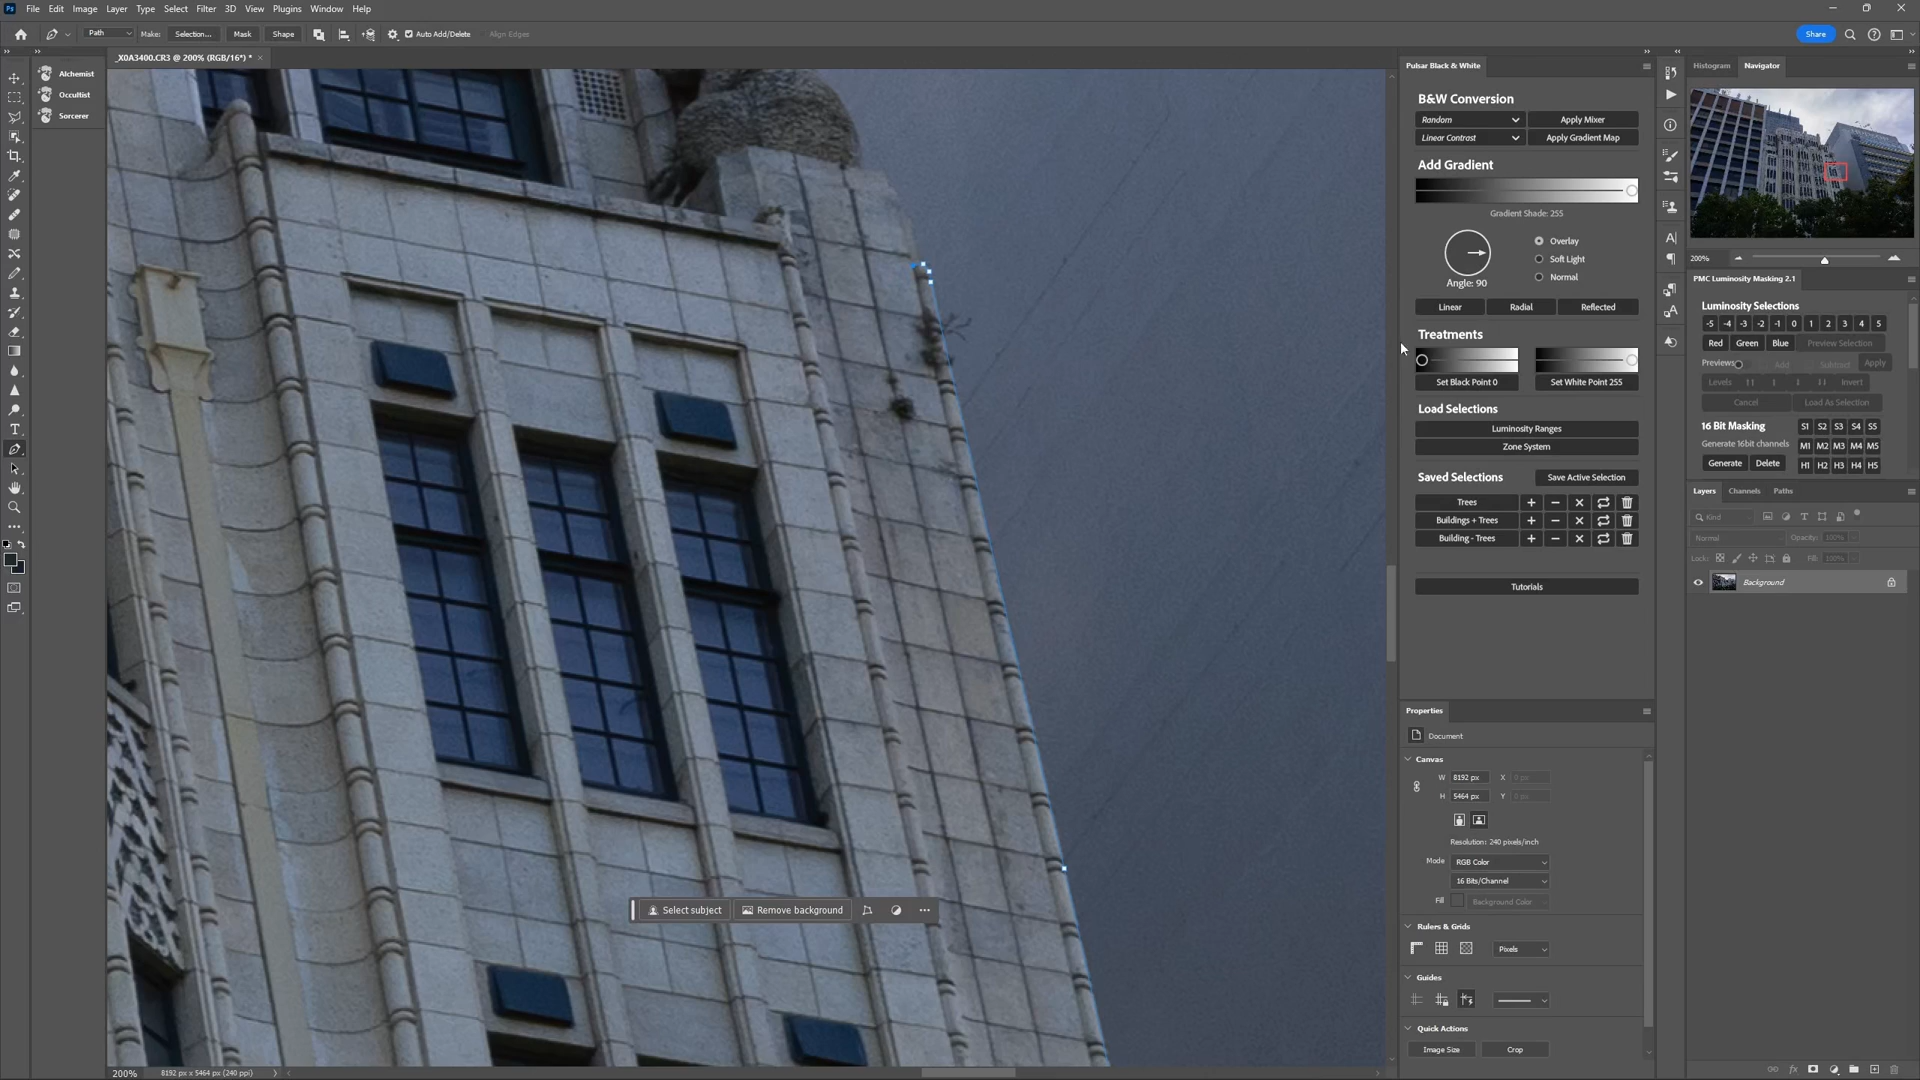 Ps File Edit Image Layer Type Select Filter 3D View Plugins Window Help
Path Make: Selection... Mask Shape Auto Add/Delete Align Edges Share
_X0A3400.CR3 @ 200% (RGB/16*) * ×
Alchemist
Occultist
Sorcerer
Pulsar Black & White
B&W Conversion
Random Apply Mixer
Linear Contrast Apply Gradient Map
Add Gradient
Gradient Shade: 255
Overlay
Soft Light
Normal
Angle: 90
Linear Radial Reflected
Treatments
Set Black Point 0 Set White Point 255
Load Selections
Luminosity Ranges
Zone System
Saved Selections Save Active Selection
Trees
Buildings + Trees
Building - Trees
Tutorials
Properties
Document
Canvas
W 8192 px X 0 px
H 5464 px Y 0 px
Resolution: 240 pixels/inch
Mode RGB Color
16 Bits/Channel
Fill Background Color
Rulers & Grids
Pixels
Guides
Quick Actions
Image Size Crop
Histogram Navigator
200%
PMC Luminosity Masking 2.1
Luminosity Selections
-5 -4 -3 -2 -1 0 1 2 3 4 5
Red Green Blue Preview Selection
Previews Add Subtract Apply
Levels Invert
Cancel Load As Selection
16 Bit Masking S1 S2 S3 S4 S5
Generate 16bit channels M1 M2 M3 M4 M5
Generate Delete H1 H2 H3 H4 H5
Layers Channels Paths
Kind
Normal Opacity: 100%
Lock: Fill: 100%
Background
Select subject Remove background
200% 8192 px x 5464 px (240 ppi)